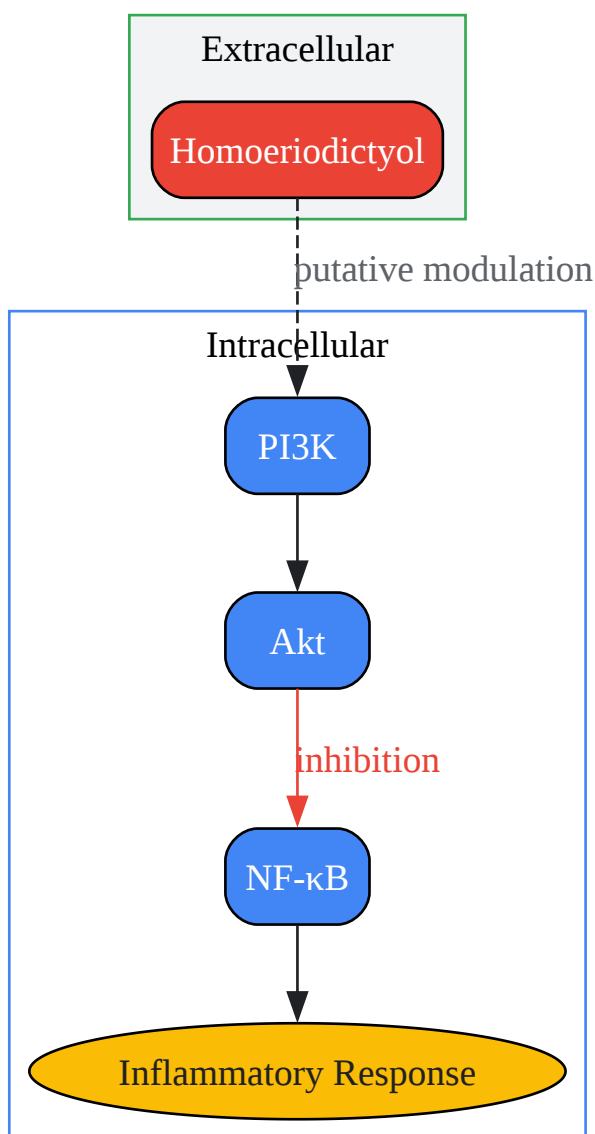 Extracellular
Homoeriodictyol
putative modulation
Intracellular
PI3K
Akt
inhibition
NF-κB
Inflammatory Response